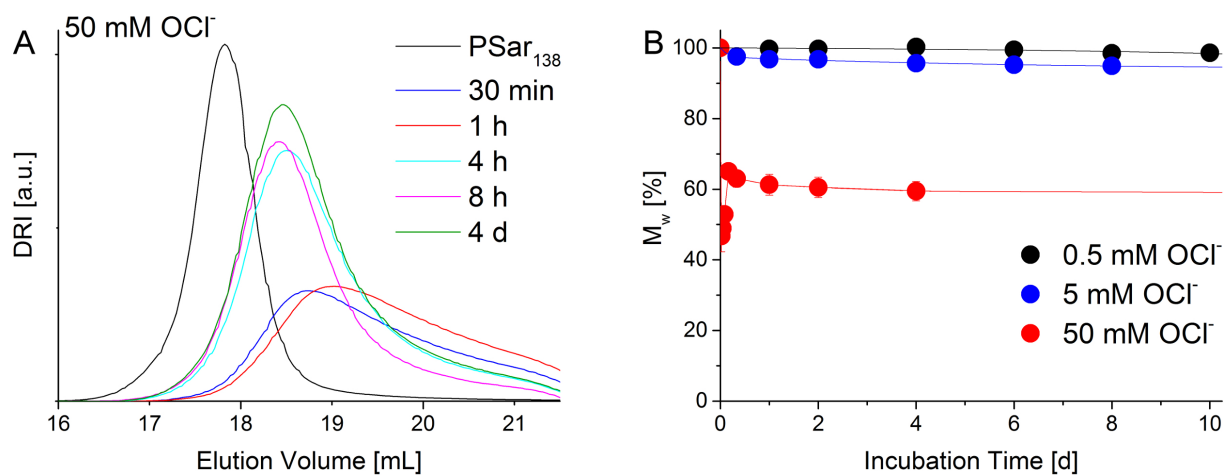 A
50 mM OCl⁻
PSar₁₃₈
30 min
1 h
4 h
8 h
4 d
DRI [a.u.]
16 17 18 19 20 21
Elution Volume [mL]
B
100
80
60
40
20
0
M_w [%]
0.5 mM OCl⁻
5 mM OCl⁻
50 mM OCl⁻
0 2 4 6 8 10
Incubation Time [d]